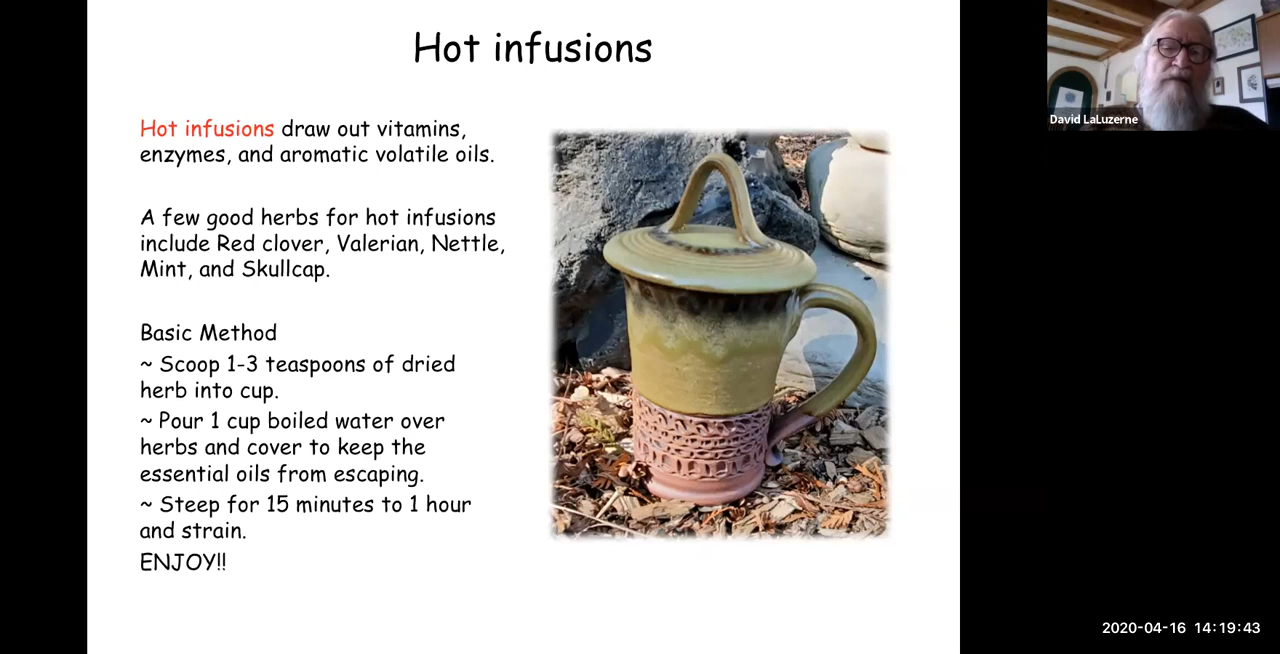 Hot infusions
Hot infusions draw out vitamins,
enzymes, and aromatic volatile oils.
A few good herbs for hot infusions
include Red clover, Valerian, Nettle,
Mint, and Skullcap.
Basic Method
~ Scoop 1-3 teaspoons of dried
herb into cup.
~ Pour 1 cup boiled water over
herbs and cover to keep the
essential oils from escaping.
~ Steep for 15 minutes to 1 hour
and strain.
ENJOY!!
David LaLuzerne
2020-04-16 14:19:43